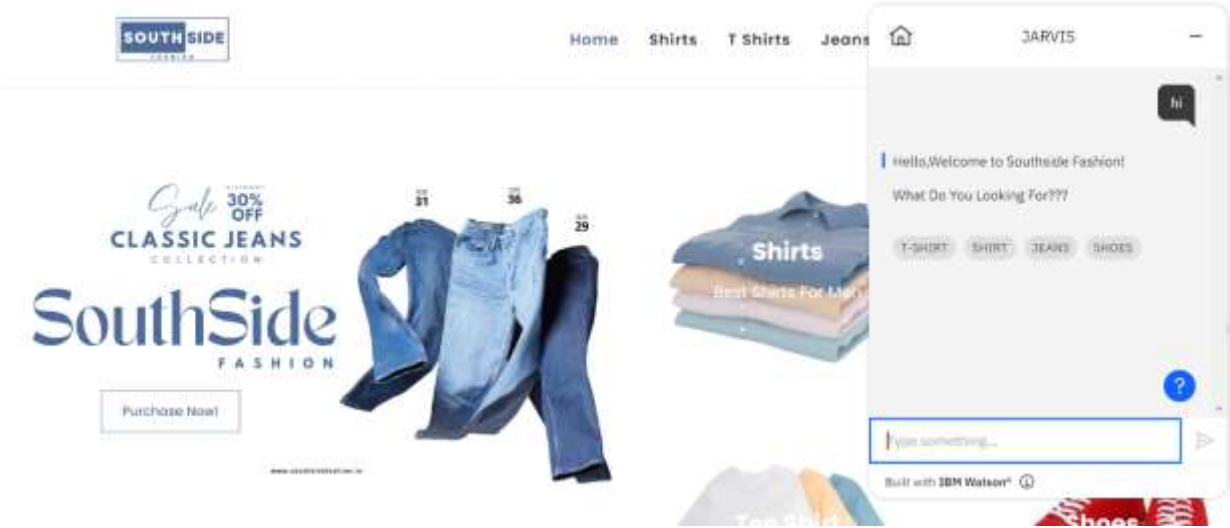 SOUTH SIDE
FASHION
Home Shirts T Shirts Jeans
Sale 30%
OFF
CLASSIC JEANS
COLLECTION
SouthSide
FASHION
Purchase Now!
31
36
29
Shirts
Best Shirts For Men
Shoes
JARVIS
hi
Hello,Welcome to Southside Fashion!
What Do You Looking For???
T-SHIRT SHIRT JEANS SHOES
?
Type something...
Built with IBM Watson®